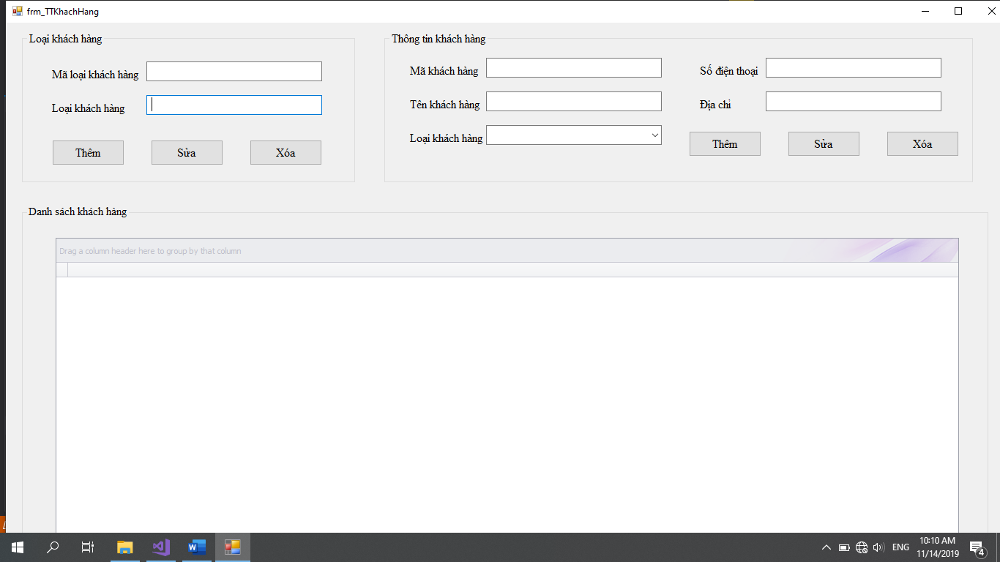 frm_TTKhachHang
Loại khách hàng
Mã loại khách hàng
Loại khách hàng
Thêm
Sửa
Xóa
Thông tin khách hàng
Mã khách hàng
Số điện thoại
Tên khách hàng
Địa chỉ
Loại khách hàng
Thêm
Sửa
Xóa
Danh sách khách hàng
Drag a column header here to group by that column
ENG
10:10 AM
11/14/2019
4